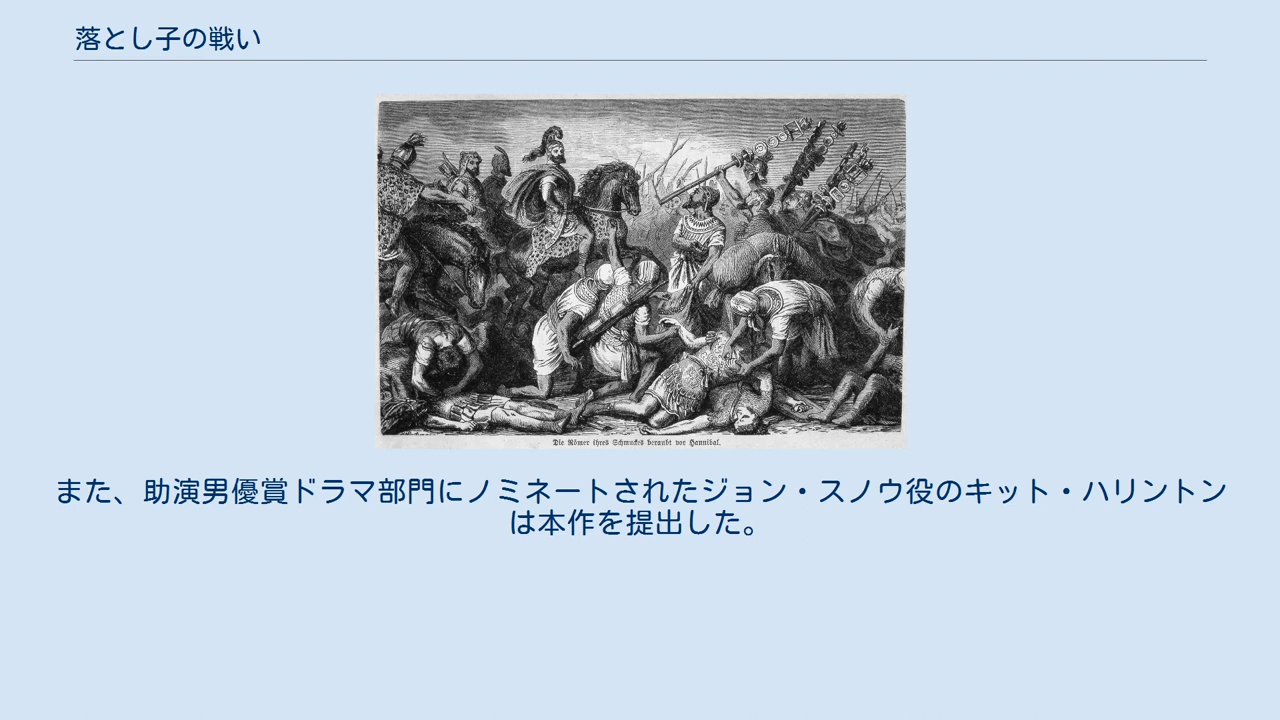 落とし子の戦い
Die Römer ihres Schmuckes beraubt vor Hannibal.
また、助演男優賞ドラマ部門にノミネートされたジョン・スノウ役のキット・ハリントン
は本作を提出した。